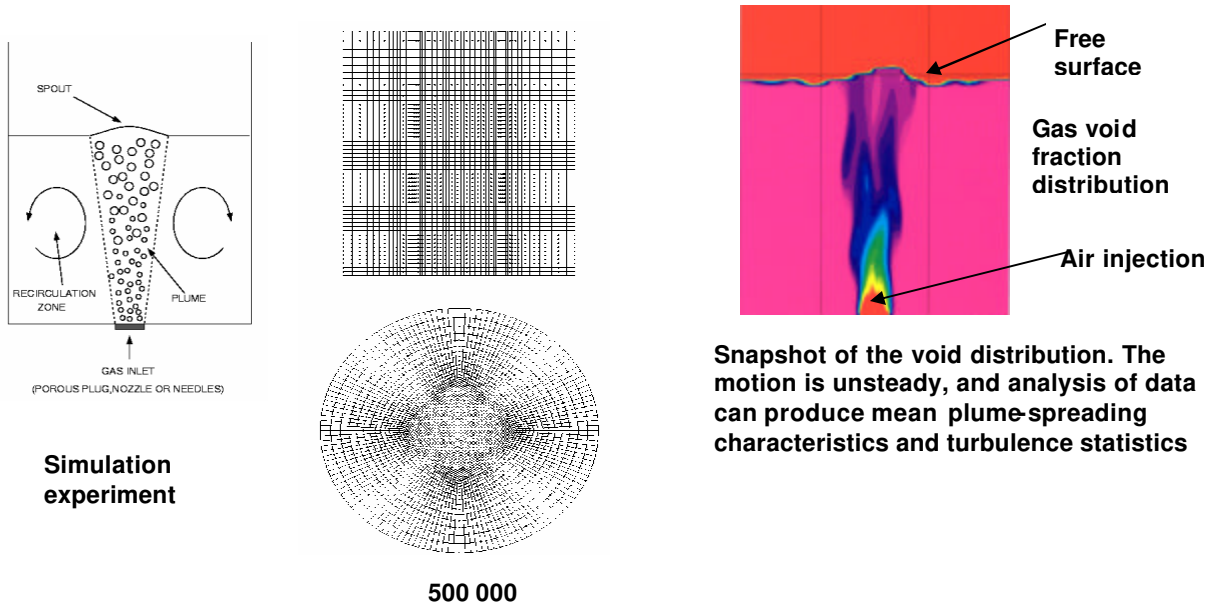 SPOUT
RECIRCULATION
ZONE
PLUME
GAS INLET
(POROUS PLUG,NOZZLE OR NEEDLES)
Simulation
experiment
500 000
Free
surface
Gas void
fraction
distribution
Air injection
Snapshot of the void distribution. The
motion is unsteady, and analysis of data
can produce mean plume-spreading
characteristics and turbulence statistics